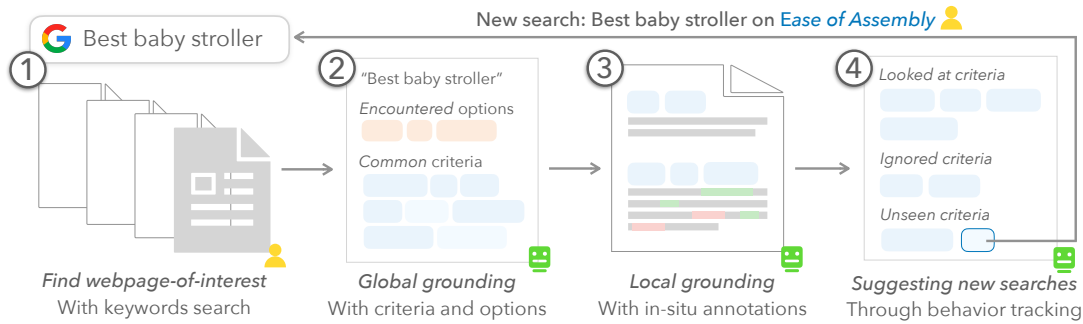 New search: Best baby stroller on Ease of Assembly
G Best baby stroller
1
2
3
4
"Best baby stroller"
Encountered options
Common criteria
Looked at criteria
Ignored criteria
Unseen criteria
Find webpage-of-interest
With keywords search
Global grounding
With criteria and options
Local grounding
With in-situ annotations
Suggesting new searches
Through behavior tracking